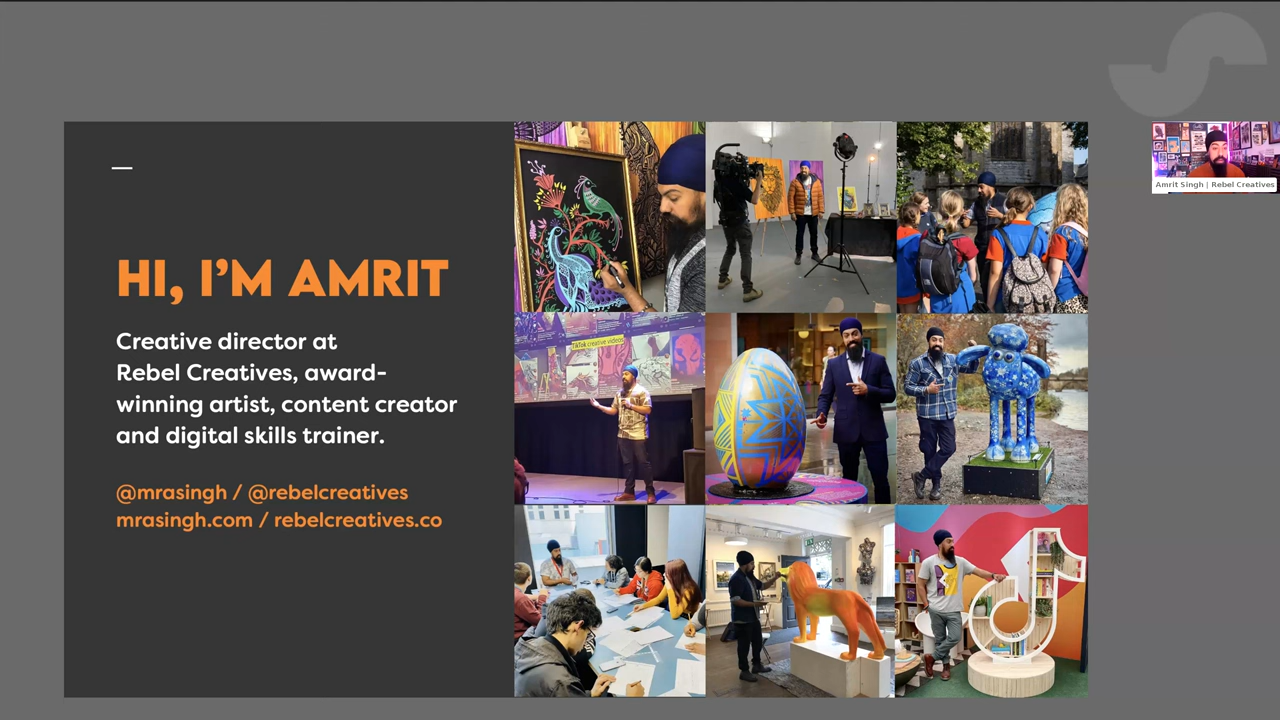 HI, I’M AMRIT
Creative director at
Rebel Creatives, award-
winning artist, content creator
and digital skills trainer.
@mrasingh / @rebelcreatives
mrasingh.com / rebelcreatives.co
TikTok creative videos
Amrit Singh | Rebel Creatives